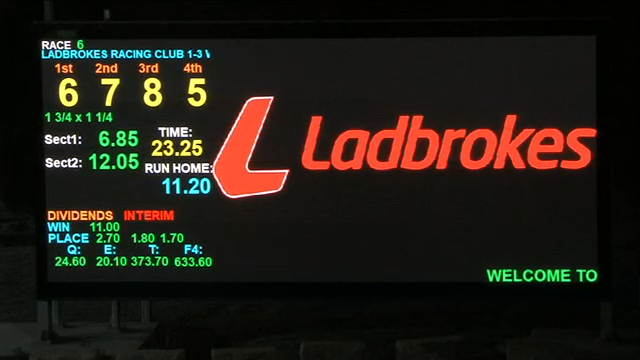 RACE 6
LADBROKES RACING CLUB 1-3 W
1st 2nd 3rd 4th
6 7 8 5
1 3/4 x 1 1/4
Sect1: 6.85
Sect2: 12.05
TIME:
23.25
RUN HOME:
11.20
Ladbrokes
DIVIDENDS INTERIM
WIN 11.00
PLACE 2.70 1.80 1.70
Q: E: T: F4:
24.60 20.10 373.70 633.60
WELCOME TO